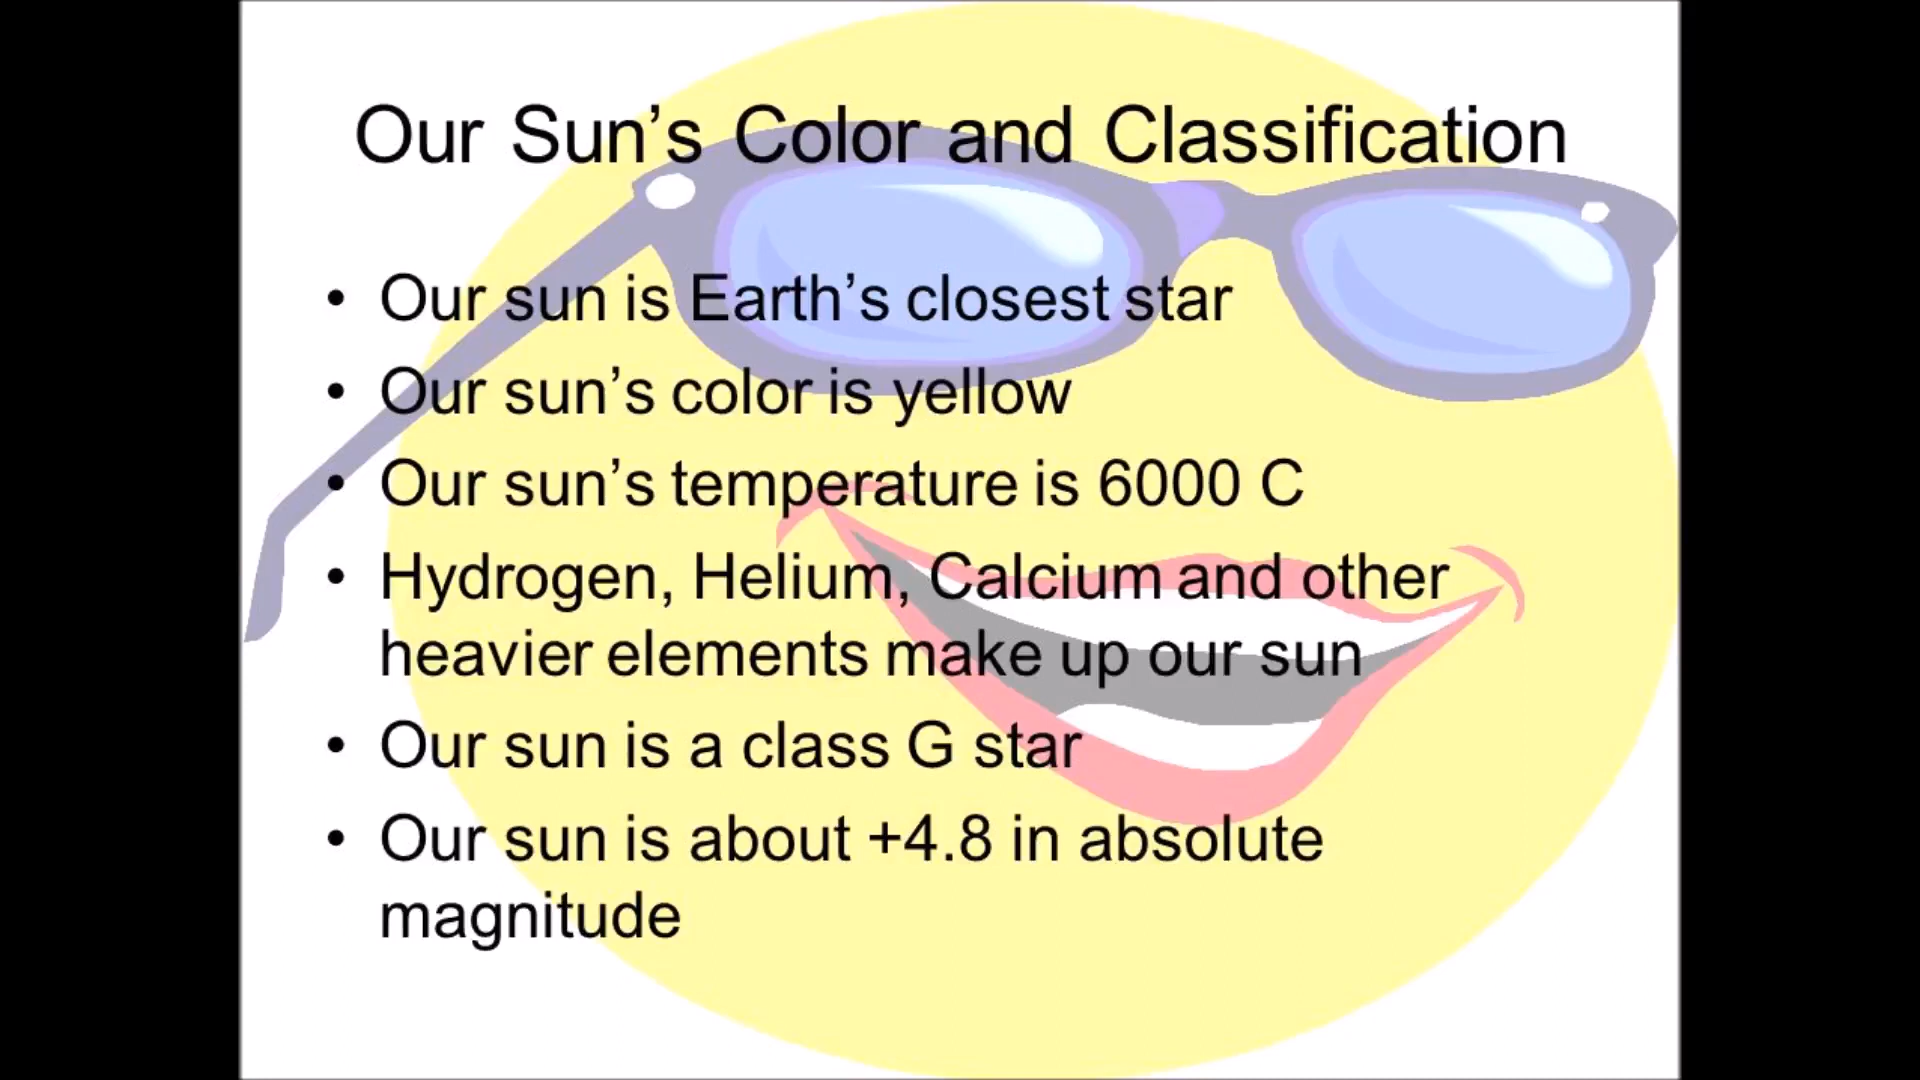 Our Sun’s Color and Classification
• Our sun is Earth’s closest star
• Our sun’s color is yellow
• Our sun’s temperature is 6000 C
• Hydrogen, Helium, Calcium and other
heavier elements make up our sun
• Our sun is a class G star
• Our sun is about +4.8 in absolute
magnitude